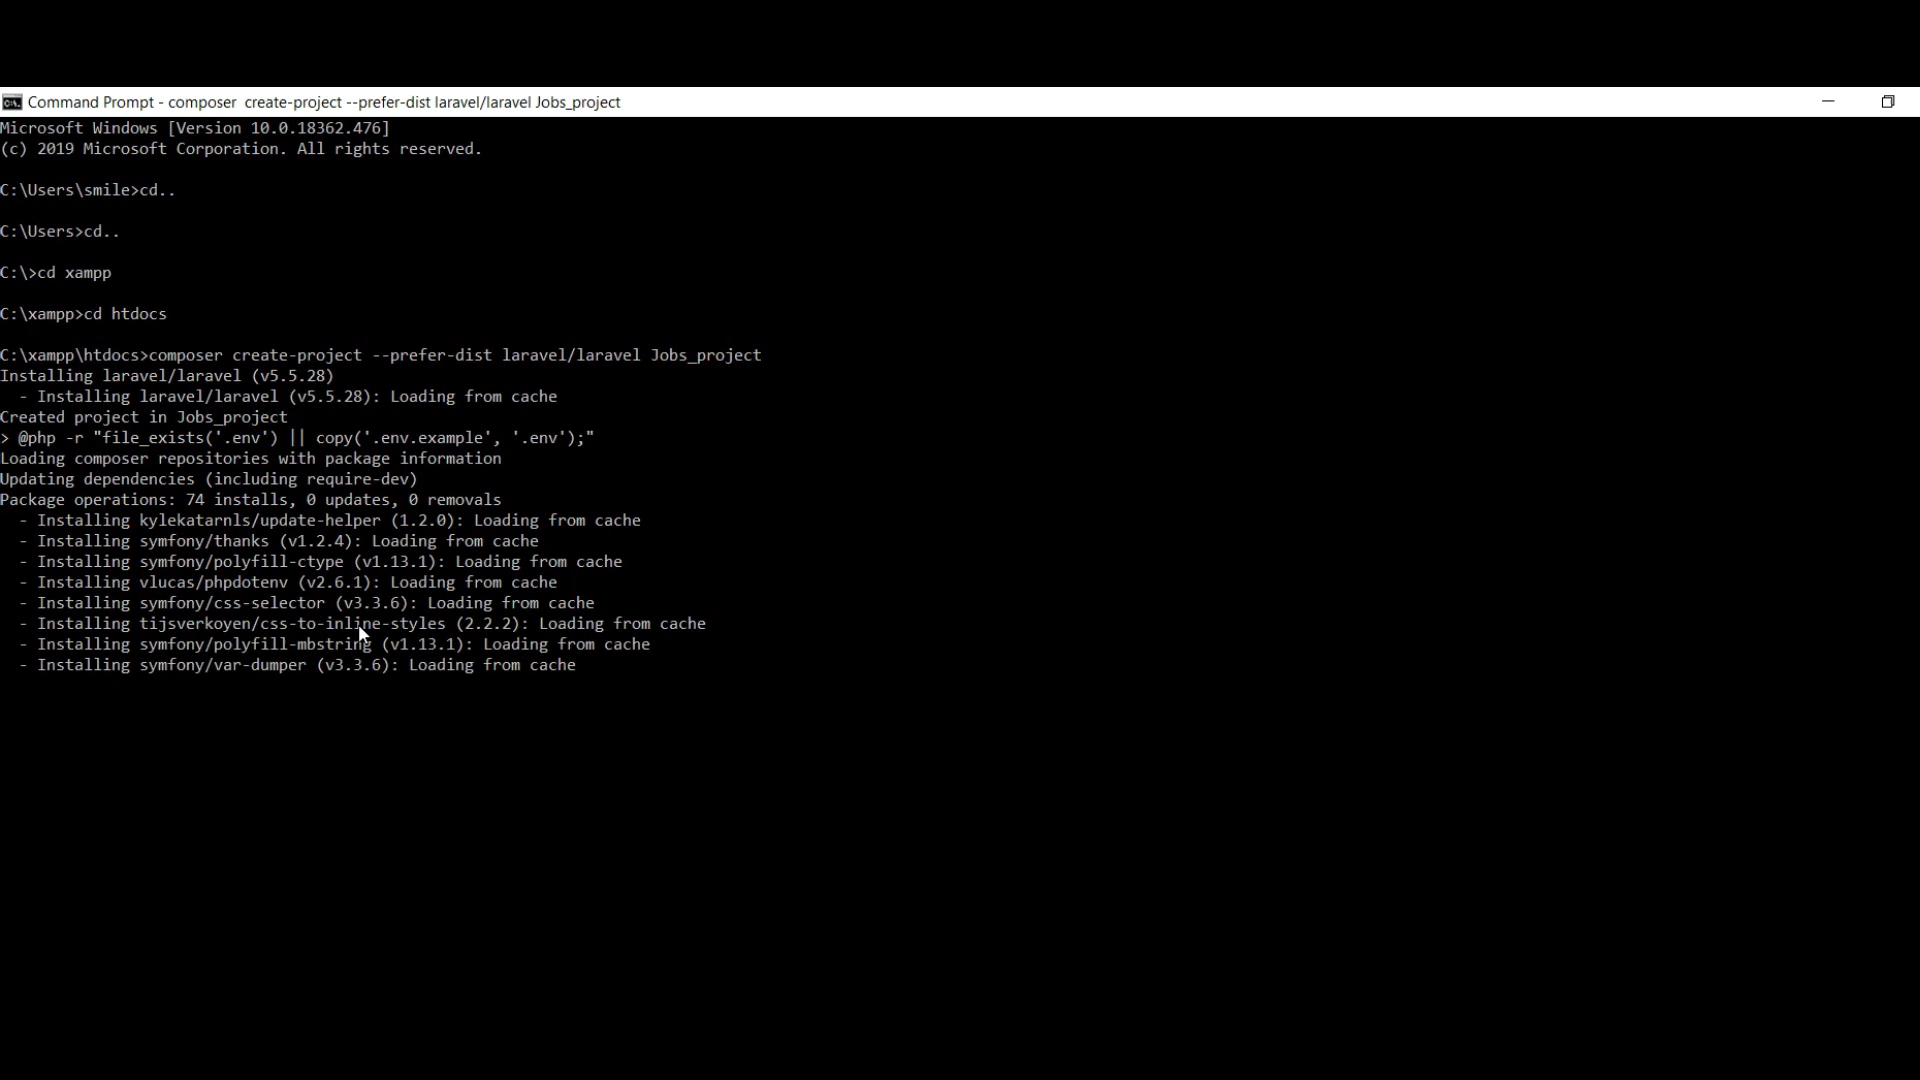 Command Prompt - composer  create-project --prefer-dist laravel/laravel Jobs_project
Microsoft Windows [Version 10.0.18362.476]
(c) 2019 Microsoft Corporation. All rights reserved.
C:\Users\smile>cd..
C:\Users>cd..
C:\>cd xampp
C:\xampp>cd htdocs
C:\xampp\htdocs>composer create-project --prefer-dist laravel/laravel Jobs_project
Installing laravel/laravel (v5.5.28)
  - Installing laravel/laravel (v5.5.28): Loading from cache
Created project in Jobs_project
> @php -r "file_exists('.env') || copy('.env.example', '.env');"
Loading composer repositories with package information
Updating dependencies (including require-dev)
Package operations: 74 installs, 0 updates, 0 removals
  - Installing kylekatarnls/update-helper (1.2.0): Loading from cache
  - Installing symfony/thanks (v1.2.4): Loading from cache
  - Installing symfony/polyfill-ctype (v1.13.1): Loading from cache
  - Installing vlucas/phpdotenv (v2.6.1): Loading from cache
  - Installing symfony/css-selector (v3.3.6): Loading from cache
  - Installing tijsverkoyen/css-to-inline-styles (2.2.2): Loading from cache
  - Installing symfony/polyfill-mbstring (v1.13.1): Loading from cache
  - Installing symfony/var-dumper (v3.3.6): Loading from cache